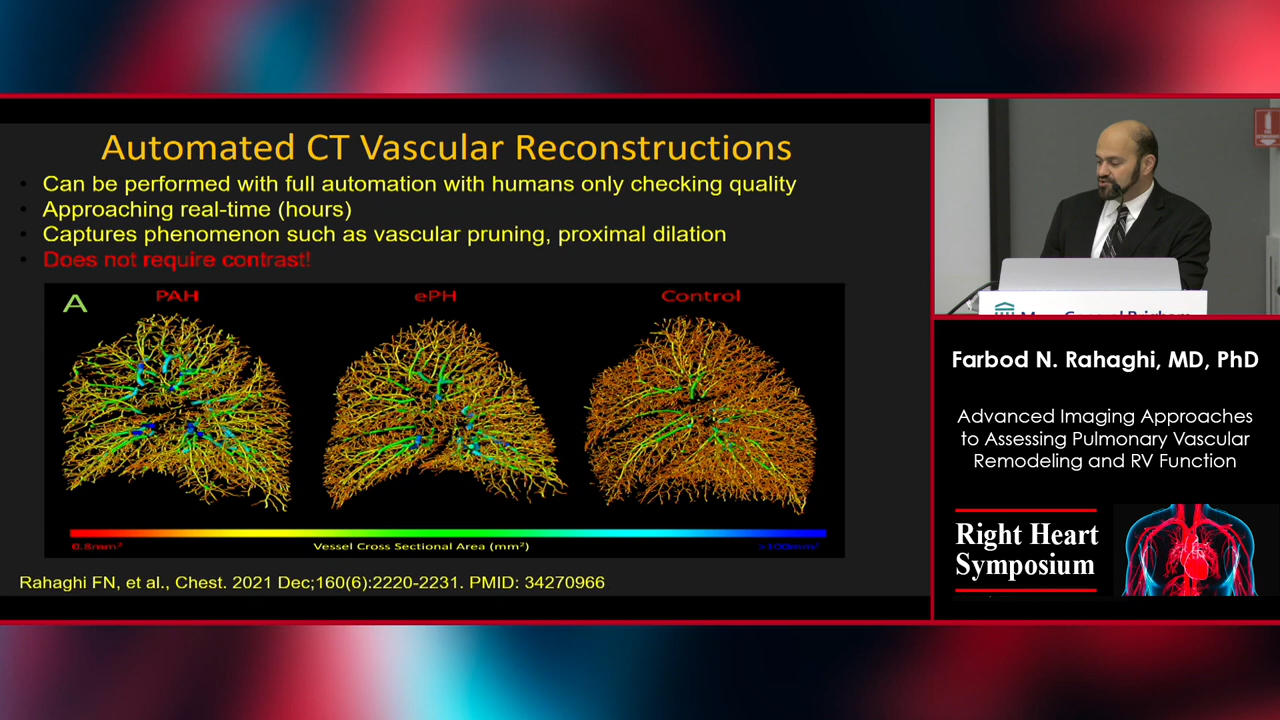 Automated CT Vascular Reconstructions
• Can be performed with full automation with humans only checking quality
• Approaching real-time (hours)
• Captures phenomenon such as vascular pruning, proximal dilation
• Does not require contrast!
A
PAH
ePH
Control
0.8mm²
Vessel Cross Sectional Area (mm²)
>100mm²
Rahaghi FN, et al., Chest. 2021 Dec;160(6):2220-2231. PMID: 34270966
Farbod N. Rahaghi, MD, PhD
Advanced Imaging Approaches
to Assessing Pulmonary Vascular
Remodeling and RV Function
Right Heart
Symposium